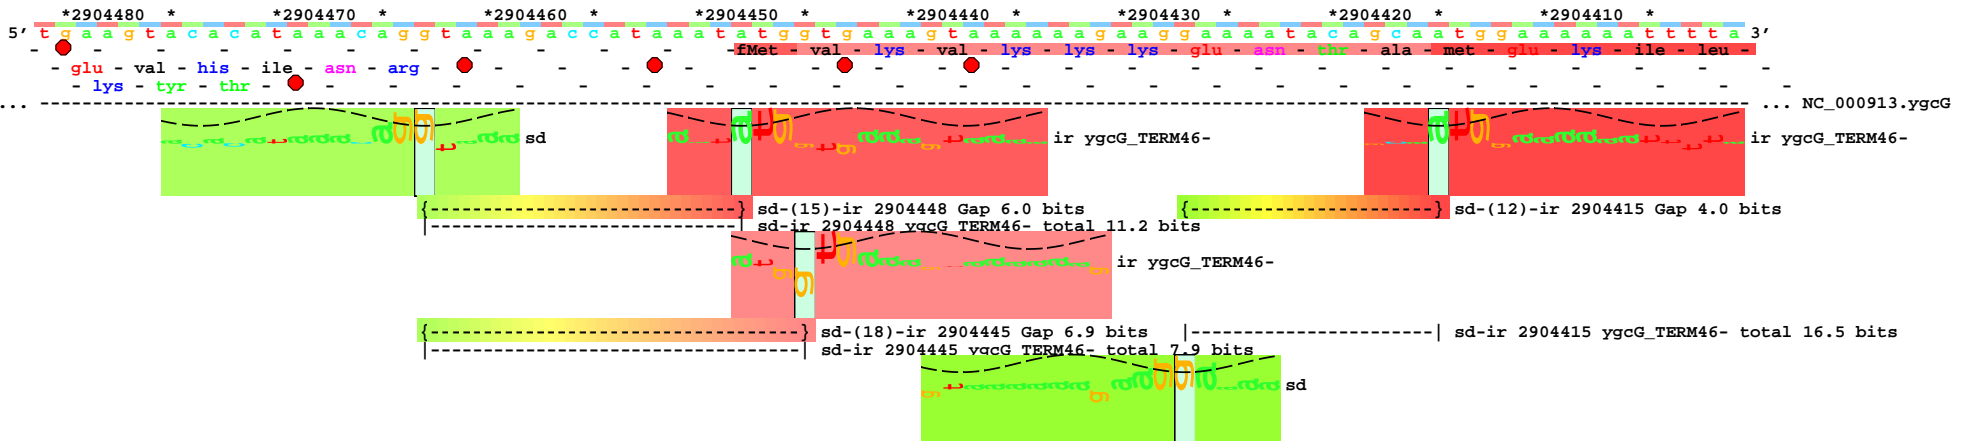 *2904480 * *2904470 * *2904460 * *2904450 * *2904440 * *2904430 * *2904420 * *2904410 *
5’ t g a a g t a c a c a t a a a c a g g t a a a g a c c a t a a a t a t g g t g a a a g t a a a a a a g a a g g a a a a t a c a g c a a t g g a a a a a a t t t t a 3’
- - - - - - - - - - - fMet - val - lys - val - lys - lys - lys - glu - asn - thr - ala - met - glu - lys - ile - leu -
- glu - val - his - ile - asn - arg - - - - - - - - - - - - - - - - - - - -
- lys - tyr - thr - - - - - - - - - - - - - - - - - - - - - - - -
... -------------------- ... NC_000913.ygcG
sd
ir ygcG_TERM46-
ir ygcG_TERM46-
{------------------------------} sd-(15)-ir 2904448 Gap 6.0 bits
{------------------------} sd-(12)-ir 2904415 Gap 4.0 bits
|------------------------------| sd-ir 2904448 ygcG_TERM46- total 11.2 bits
ir ygcG_TERM46-
{------------------------------------} sd-(18)-ir 2904445 Gap 6.9 bits
|------------------------| sd-ir 2904415 ygcG_TERM46- total 16.5 bits
|------------------------------------| sd-ir 2904445 ygcG_TERM46- total 7.9 bits
sd